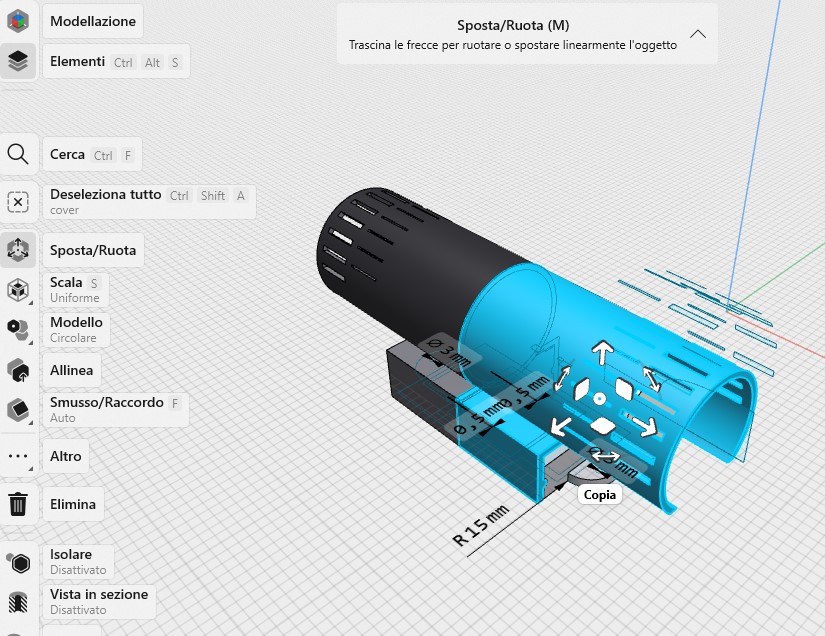 Modellazione
Elementi Ctrl Alt S
Sposta/Ruota (M)
Trascina le frecce per ruotare o spostare linearmente l'oggetto
Cerca Ctrl F
Deseleziona tutto Ctrl Shift A
cover
Sposta/Ruota
Scala S
Uniforme
Modello
Circolare
Allinea
Smusso/Raccordo F
Auto
Altro
Elimina
Isolare
Disattivato
Vista in sezione
Disattivato
Ø 3 mm
0,5 mm
0,5 mm
mm
Copia
R 15 mm